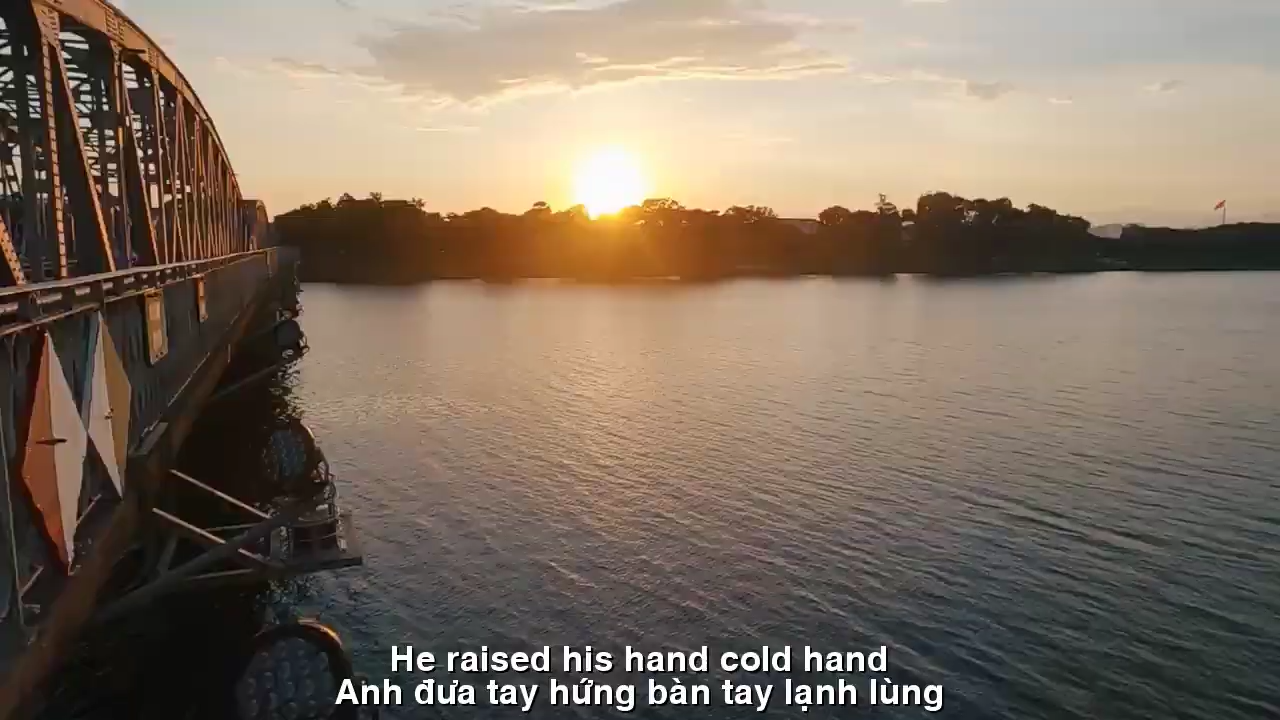 He raised his hand cold hand
Anh đưa tay hứng bàn tay lạnh lùng